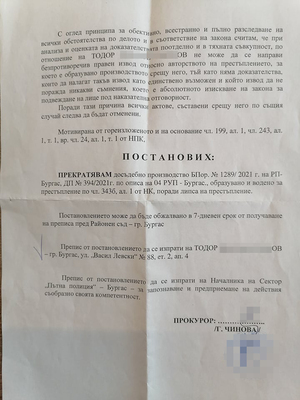 С оглед принципа за обективно, всестранно и пълно разследване на
всички обстоятелства по делото и в съответствие на закона считам, че при
анализа и оценката на доказателствата поотделно и в тяхната съвкупност, по
отношение на ТОДОР ОВ не може да се направи
безпротиворечив правен извод относно авторството на престъплението, за
което е образувано производството срещу него, тъй като няма доказателства,
които да налагат като единствено възможен и който извод да не
поражда никакви съмнения, което е абсолютното изискване на закона за
подвеждане на лице под наказателна отговорност.
Поради тази причина всички актове, съставени срещу него по същия
случай следва да бъдат отменени.
Мотивирана от гореизложеното и на основание чл. 199, ал. 1, чл. 243, ал.
1, т. 1, вр. чл. 24, ал. 1, т. 1 от НПК,
ПОСТАНОВИХ:
ПРЕКРАТЯВАМ досъдебно производство БПор. № 1289/ 2021 г. на РП-
Бургас, ДП № 394/2021г. по описа на 04 РУП - Бургас., образувано и водено за
престъпление по чл. 343б, ал. 1 от НК, поради липса на престъпление.
Постановлението може да бъде обжалвано в 7-дневен срок от получаване
на преписа пред Районен съд – гр. Бургас
Препис от постановлението да се изпрати на ТОДОР ОВ
– гр. Бургас, ул. „Васил Левски" № 88, ет. 2, ап. 4
Препис от постановлението да се изпрати на Началника на Сектор
„Пътна полиция" – Бургас – за запознаване и предприемане на действия
съобразно своята компетентност.
ПРОКУРОР:
/Г. ЧИНОВА/